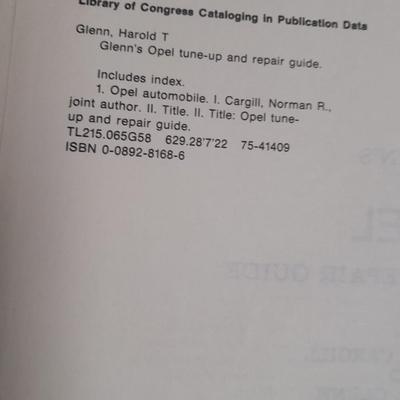 Library of Congress Cataloging in Publication Data
Glenn, Harold T
Glenn's Opel tune-up and repair guide.
Includes index.
1. Opel automobile. I. Cargill, Norman R.,
joint author. II. Title. II. Title: Opel tune-
up and repair guide.
TL215.065G58 629.28'7'22 75-41409
ISBN 0-0892-8168-6